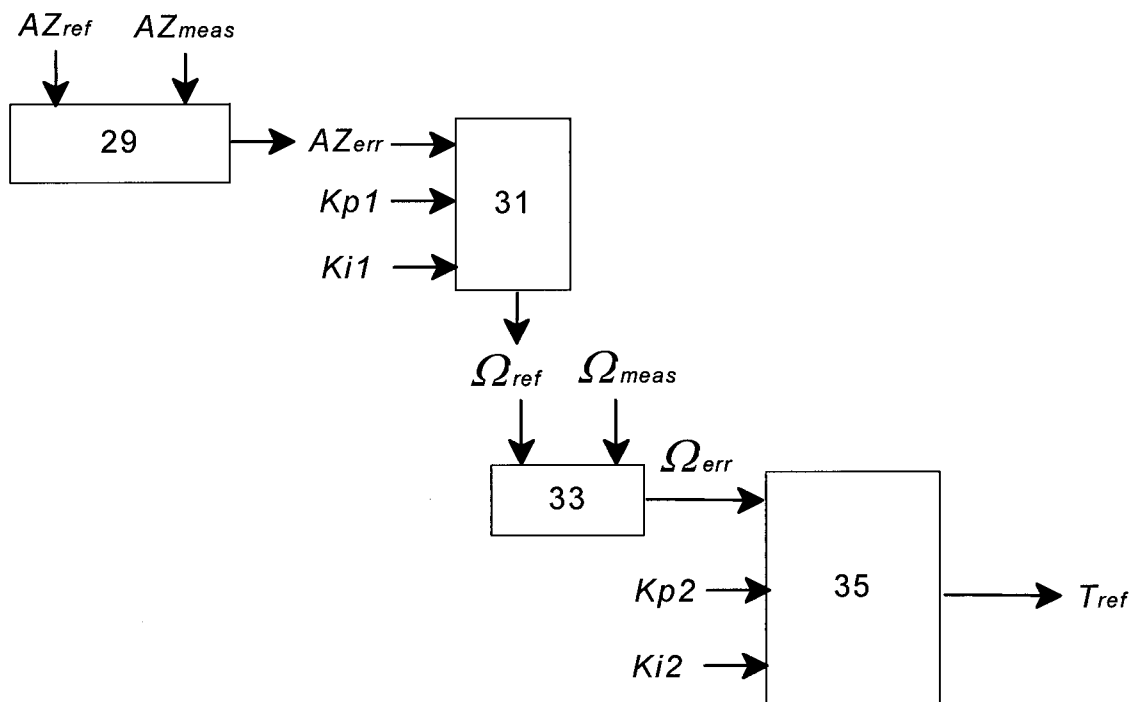 AZref AZmeas
29
AZerr
Kp1
31
Ki1
Ωref Ωmeas
Ωerr
33
Kp2
35
Tref
Ki2